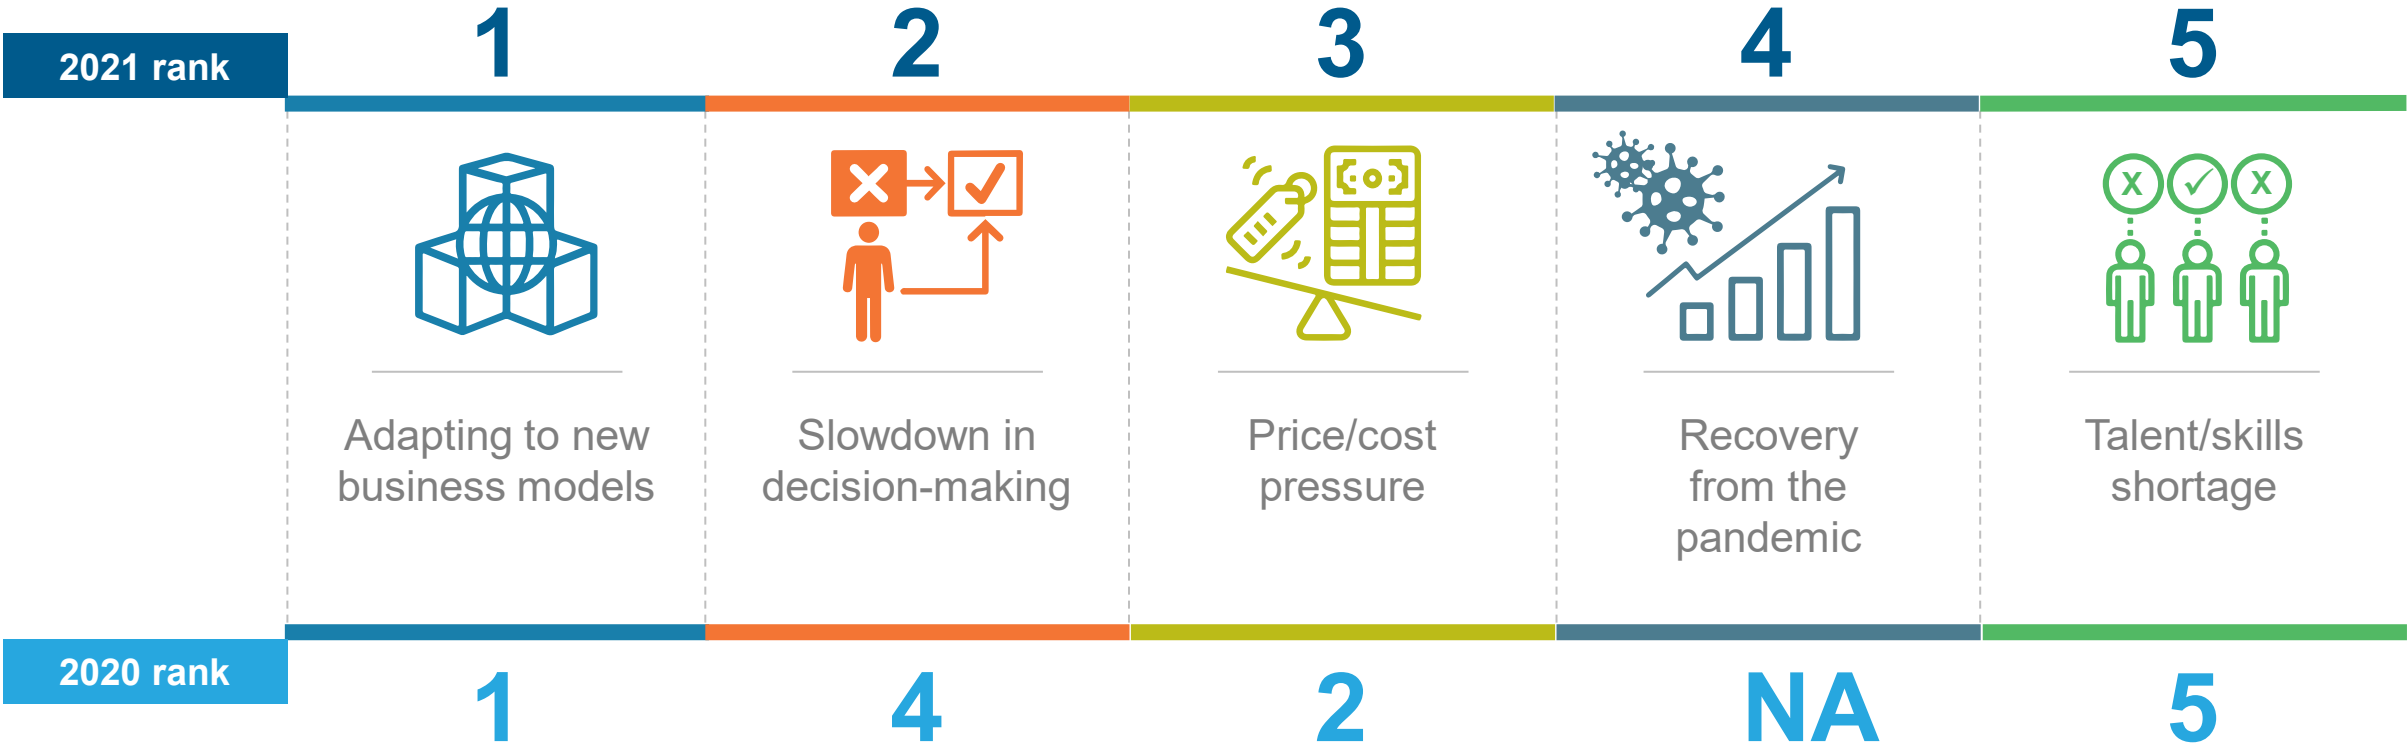 2021 rank
1
2
3
4
5
X
X
Adapting to new
business models
Slowdown in
decision-making
Price/cost
pressure
Recovery
from the
pandemic
Talent/skills
shortage
2020 rank
1
4
2
NA
5